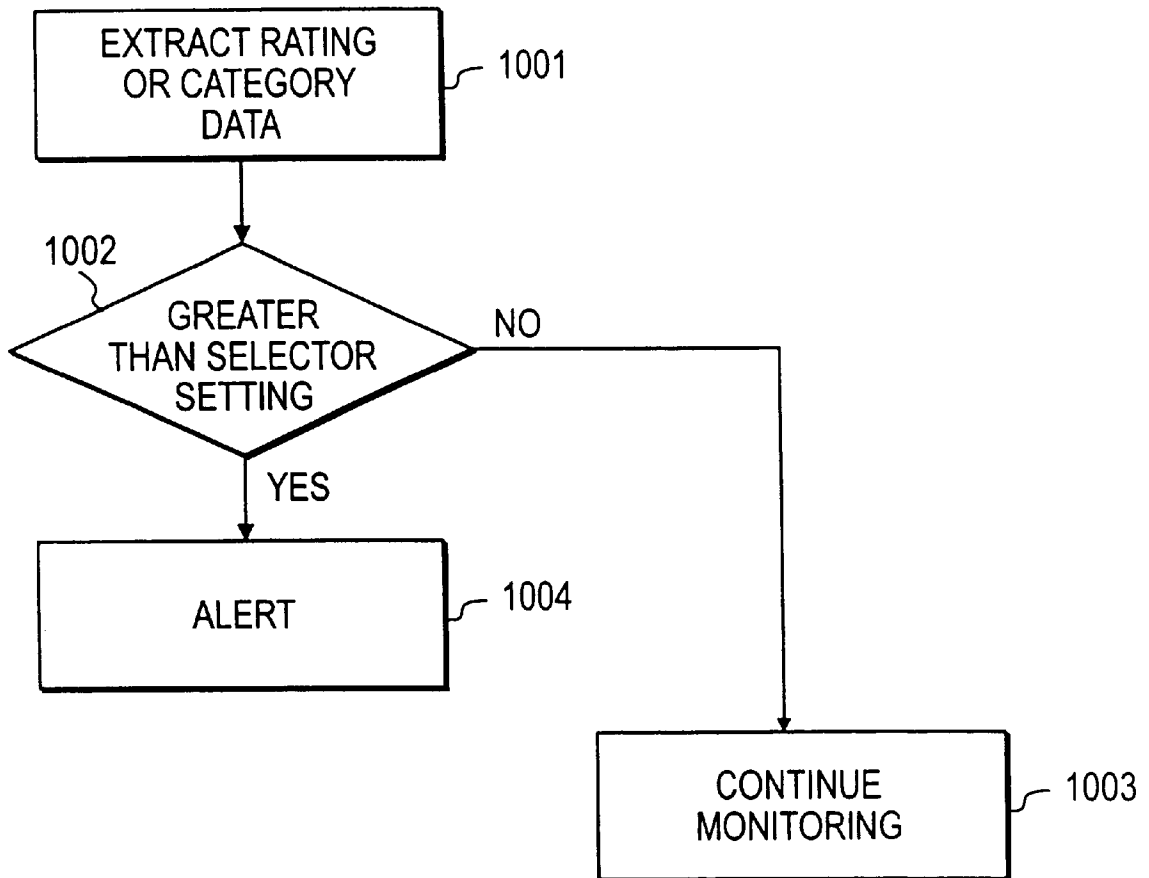 EXTRACT RATING
OR CATEGORY
DATA
1001
1002
GREATER
THAN SELECTOR
SETTING
NO
YES
ALERT
1004
CONTINUE
MONITORING
1003